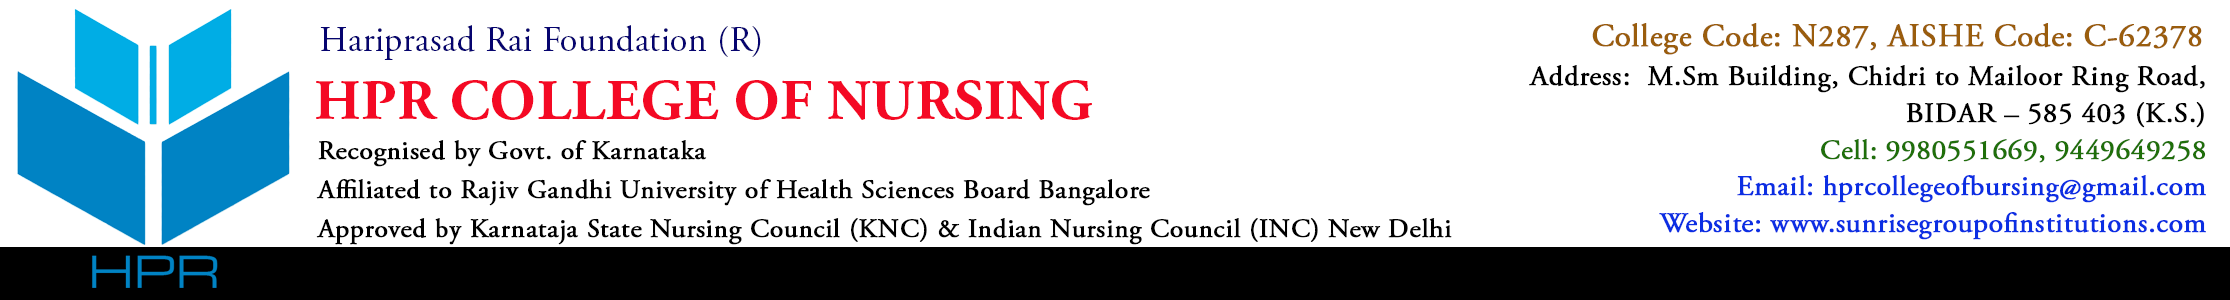 Hariprasad Rai Foundation (R)
HPR COLLEGE OF NURSING
Recognised by Govt. of Karnataka
Affiliated to Rajiv Gandhi University of Health Sciences Board Bangalore
Approved by Karnataja State Nursing Council (KNC) & Indian Nursing Council (INC) New Delhi
College Code: N287, AISHE Code: C-62378
Address: M.Sm Building, Chidri to Mailoor Ring Road,
BIDAR – 585 403 (K.S.)
Cell: 9980551669, 9449649258
Email: hprcollegeofbursing@gmail.com
Website: www.sunrisegroupofinstitutions.com
HPR